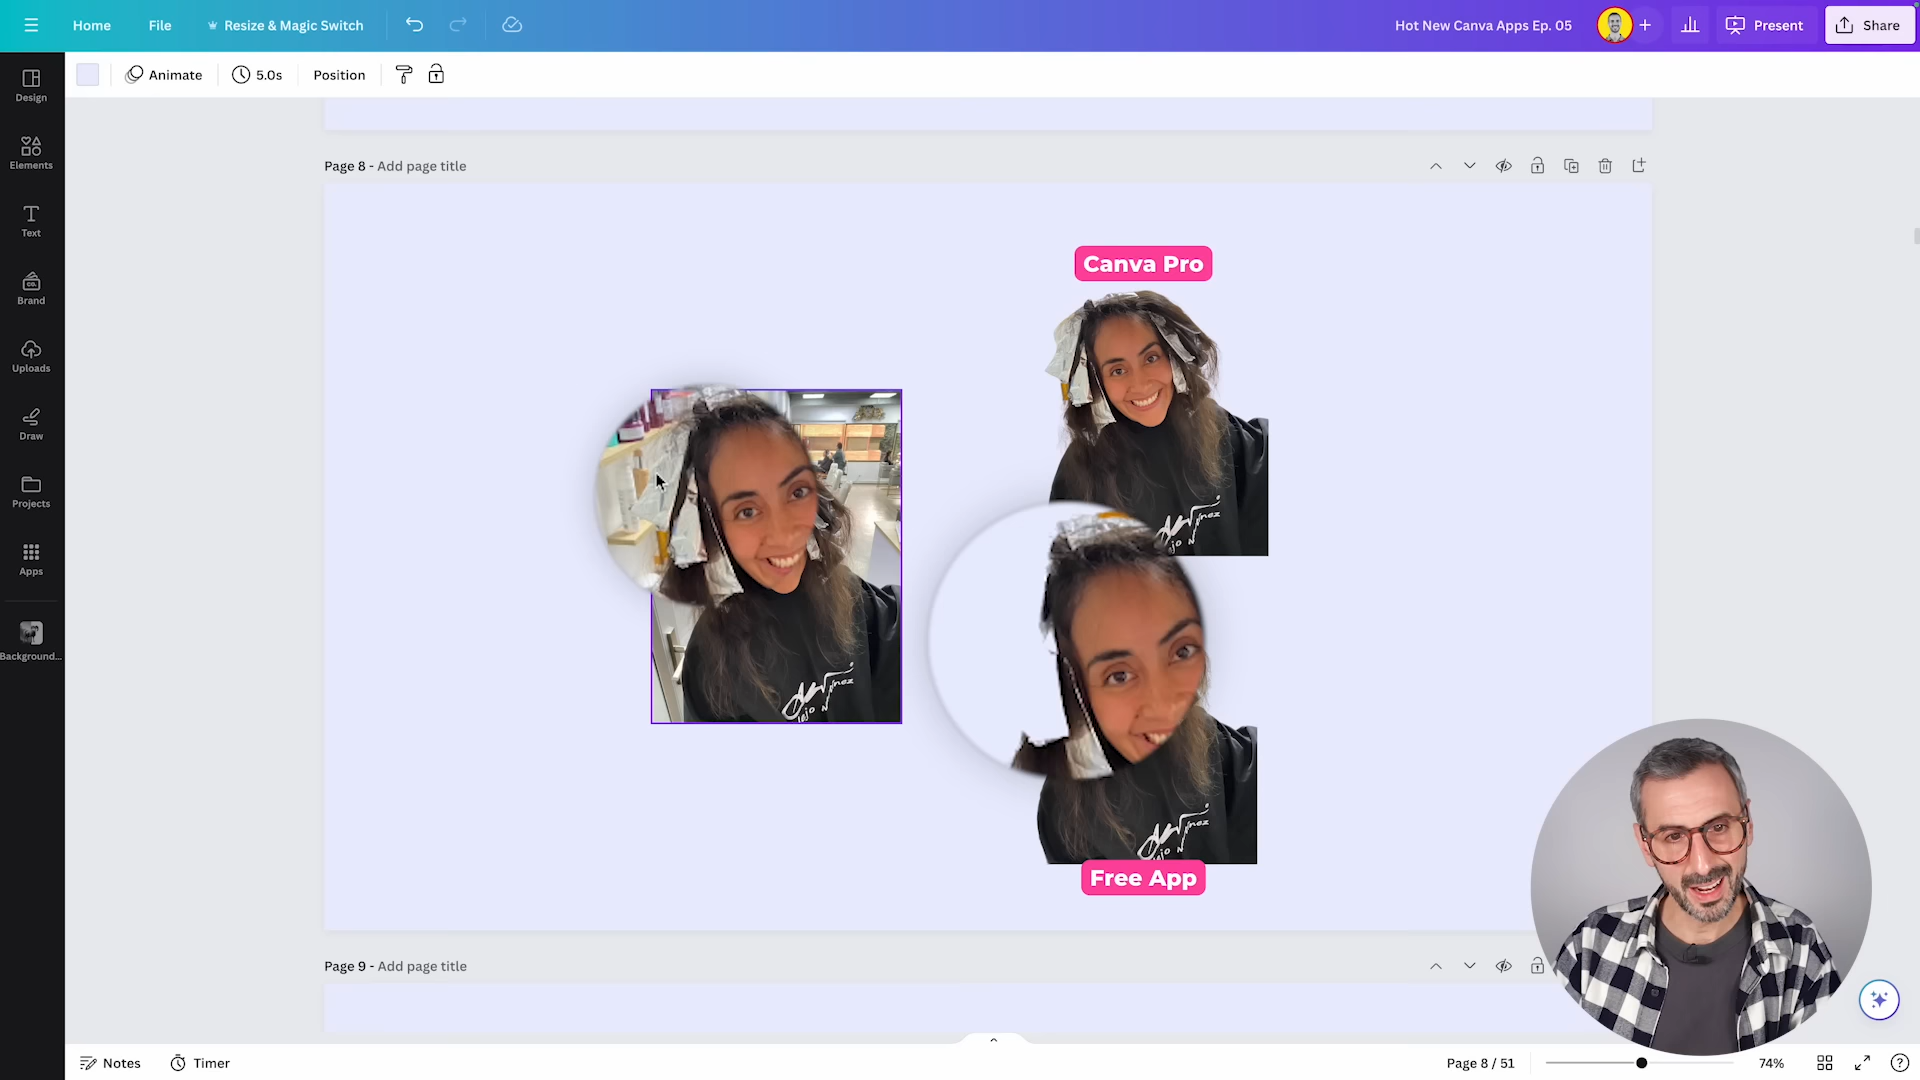 Home File Resize & Magic Switch Hot New Canva Apps Ep. 05 Present Share
Animate 5.0s Position
Design
Elements
Text
Brand
Uploads
Draw
Projects
Apps
Background...
Page 8 - Add page title
Canva Pro
Free App
Page 9 - Add page title
Notes Timer Page 8 / 51 74%